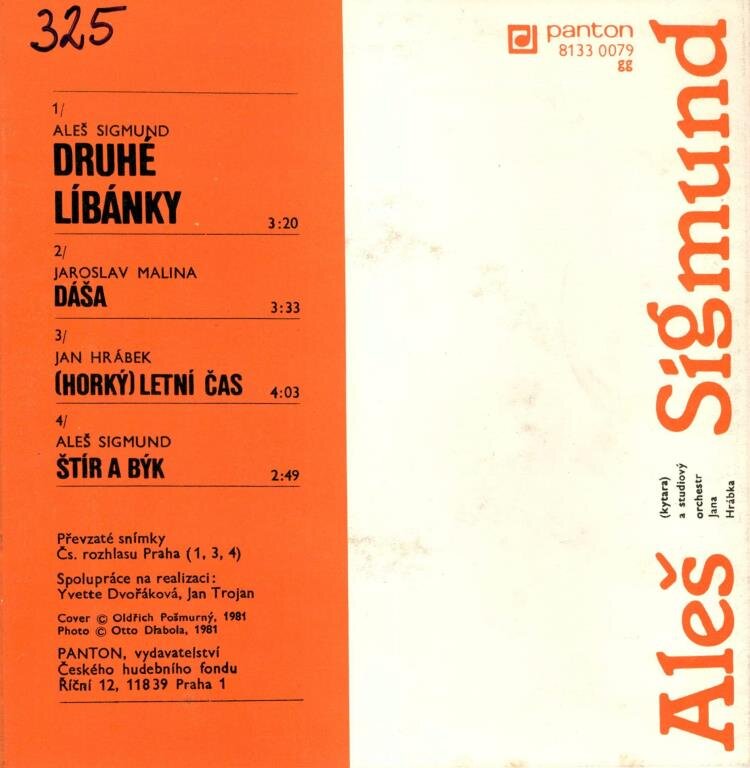 325
1/
ALEŠ SIGMUND
DRUHÉ
LÍBÁNKY
3:20
2/
JAROSLAV MALINA
DÁŠA
3:33
3/
JAN HRÁBEK
(HORKÝ) LETNÍ ČAS
4:03
4/
ALEŠ SIGMUND
ŠTÍR A BÝK
2:49
Převzaté snímky
Čs. rozhlasu Praha (1, 3, 4)
Spolupráce na realizaci:
Yvette Dvořáková, Jan Trojan
Cover © Oldřich Pošmurný, 1981
Photo © Otto Dlabola, 1981
PANTON, vydavatelství
Českého hudebního fondu
Říční 12, 118 39 Praha 1
panton
8133 0079
gg
Aleš Sigmund
(kytara)
a studiový
orchestr
Jana
Hrábka